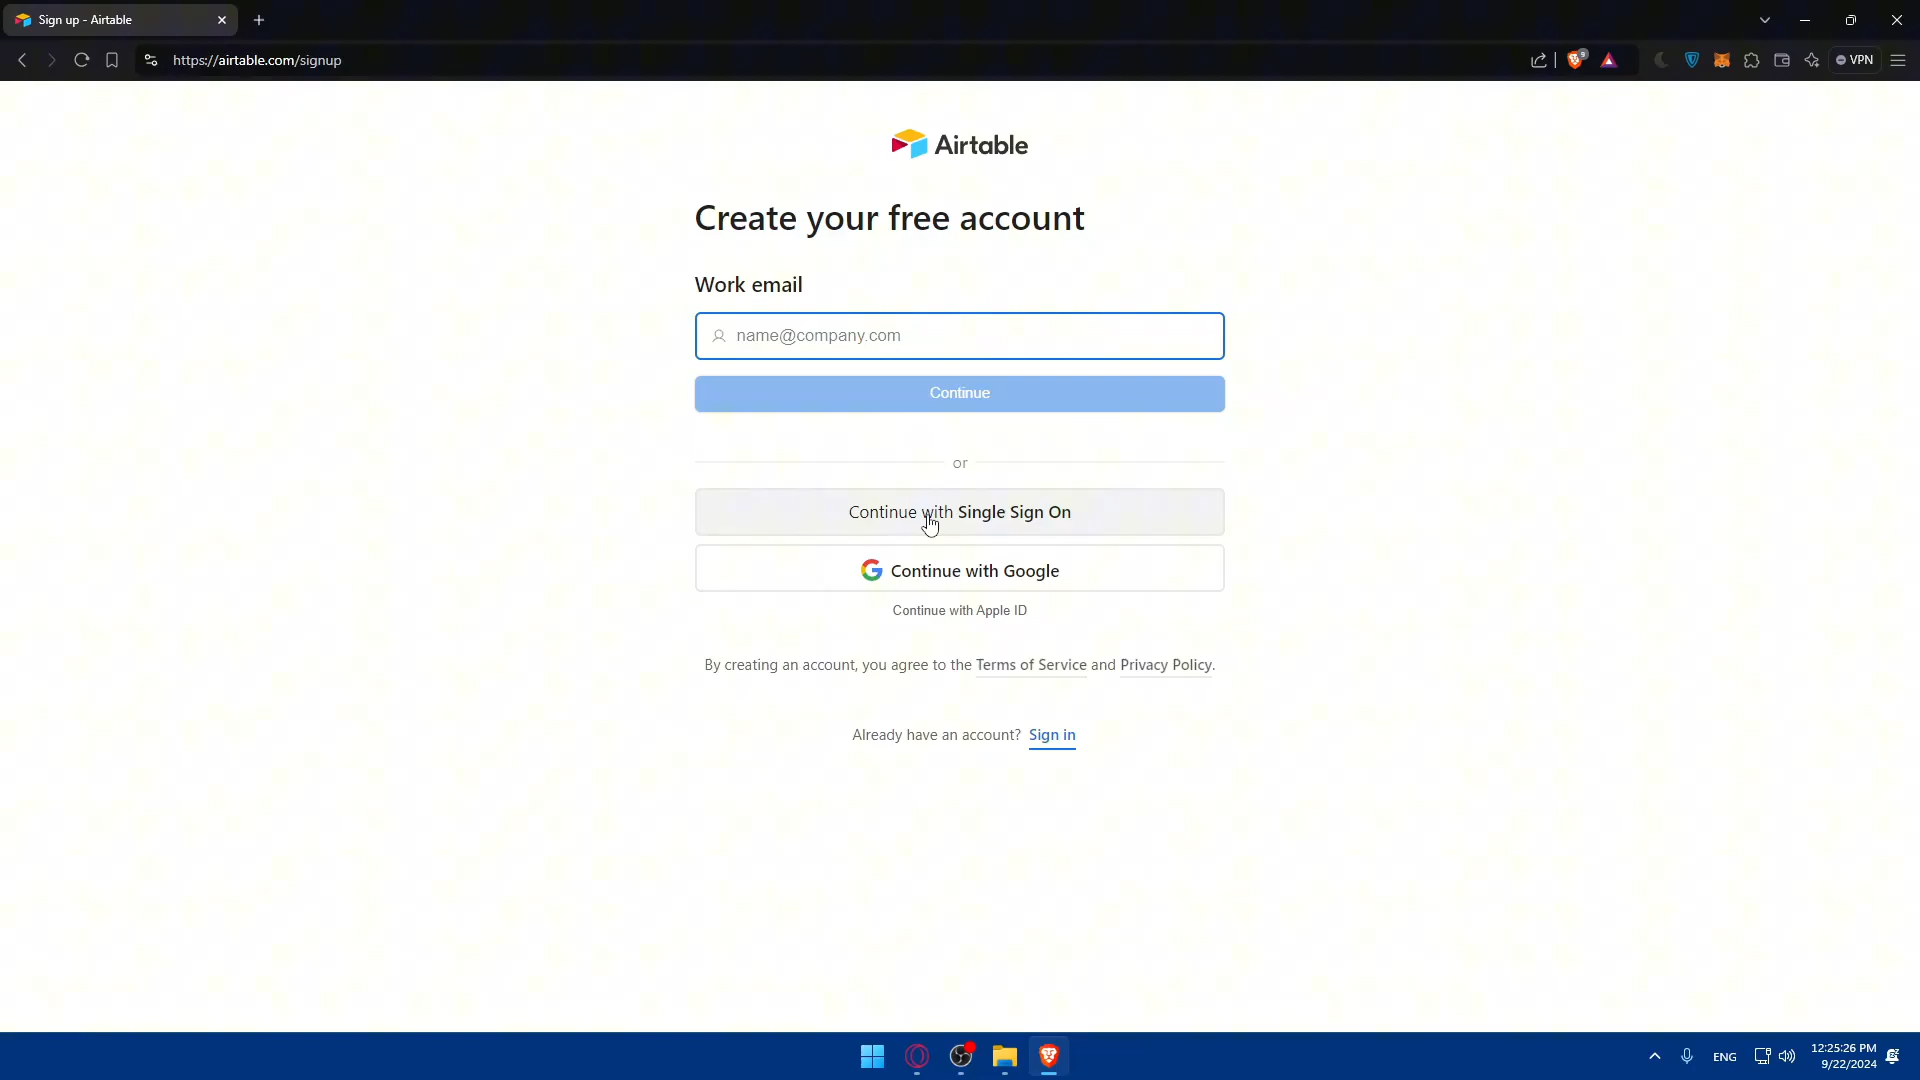 Sign up - Airtable
https://airtable.com/signup
9
VPN
Airtable
Create your free account
Work email
name@company.com
Continue
or
Continue with Single Sign On
Continue with Google
Continue with Apple ID
By creating an account, you agree to the Terms of Service and Privacy Policy.
Already have an account? Sign in
ENG
12:25:26 PM
9/22/2024